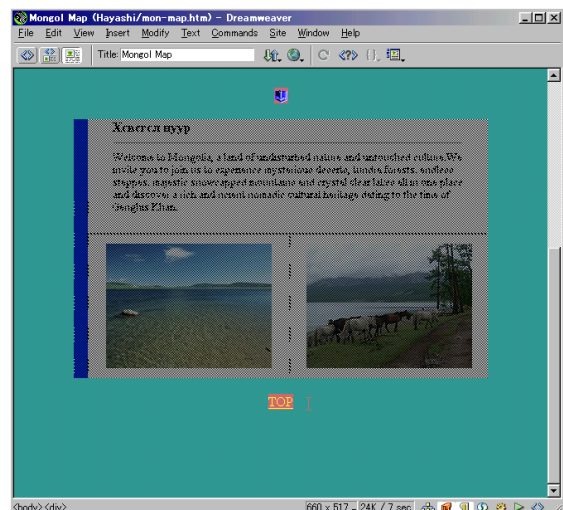 Mongol Map (Hayashi/mon-map.htm) - Dreamweaver
File Edit View Insert Modify Text Commands Site Window Help
Title: Mongol Map
нуур
Welcome to Mongolia, a land of undisturbed nature and untouched culture.We
invite you to join us to experience mysterious deserts, tundra forests, endless
steppes, majestic snowcapped mountains and crystal clear lakes all in one place
and discover a rich and ancient nomadic cultural heritage dating to the time of
Genghis Khan.
TOP
<body> <div> 660 x 517 - 24K / 7 sec